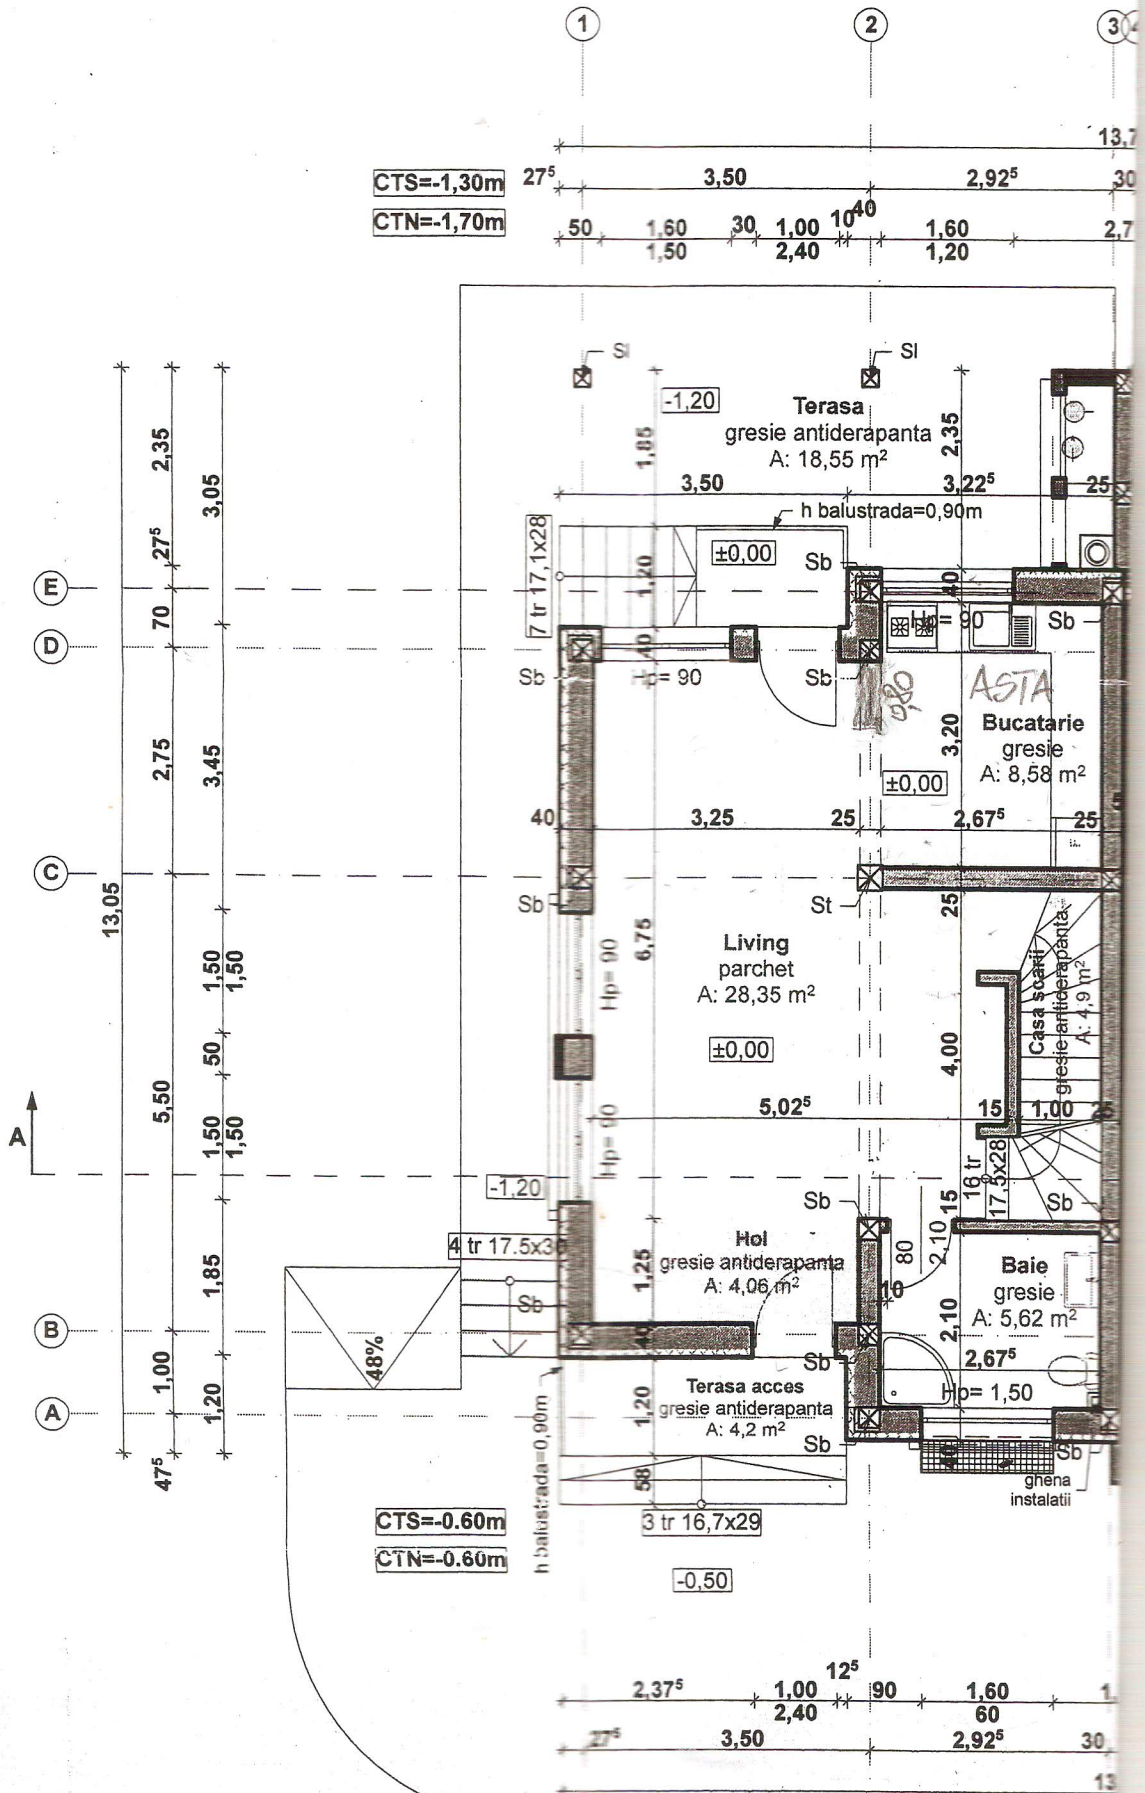 1
2
3
13,7
CTS=-1,30m
27⁵
3,50
2,92⁵
30
CTN=-1,70m
50
1,60
1,50
30
1,00
2,40
10
40
1,60
1,20
2,7
Sl
Sl
-1,20
Terasa
gresie antiderapanta
A: 18,55 m²
2,35
3,05
1,85
2,35
3,50
3,22⁵
25
h balustrada=0,90m
7 tr 17,1x28
±0,00
Sb
27⁵
1,20
40
E
70
Hp= 90
Sb
D
40
Sb
Hp= 90
Sb
0,80
ASTA
Bucatarie
gresie
A: 8,58 m²
2,75
3,45
3,20
±0,00
40
3,25
25
2,67⁵
25
C
13,05
Sb
St
25
Living
parchet
A: 28,35 m²
6,75
Hp= 90
1,50
1,50
Casa scarii
gresie antiderapanta
A: 4,9 m²
±0,00
50
4,00
5,50
5,02⁵
15
1,00
25
A
1,50
1,50
Hp= 90
-1,20
16 tr
17,5x28
15
Sb
Sb
4 tr 17.5x30
Hol
gresie antiderapanta
A: 4,06 m²
80
2,10
Baie
gresie
A: 5,62 m²
1,85
1,25
10
2,10
Sb
B
40
48%
Sb
2,67⁵
1,00
1,20
Terasa acces
gresie antiderapanta
A: 4,2 m²
1,20
Hp= 1,50
A
Sb
40
Sb
47⁵
58
ghena
instalatii
h balustrada=0,90m
CTS=-0.60m
3 tr 16,7x29
CTN=-0.60m
-0,50
2,37⁵
1,00
2,40
12⁵
90
1,60
60
1,
27⁵
3,50
2,92⁵
30
13